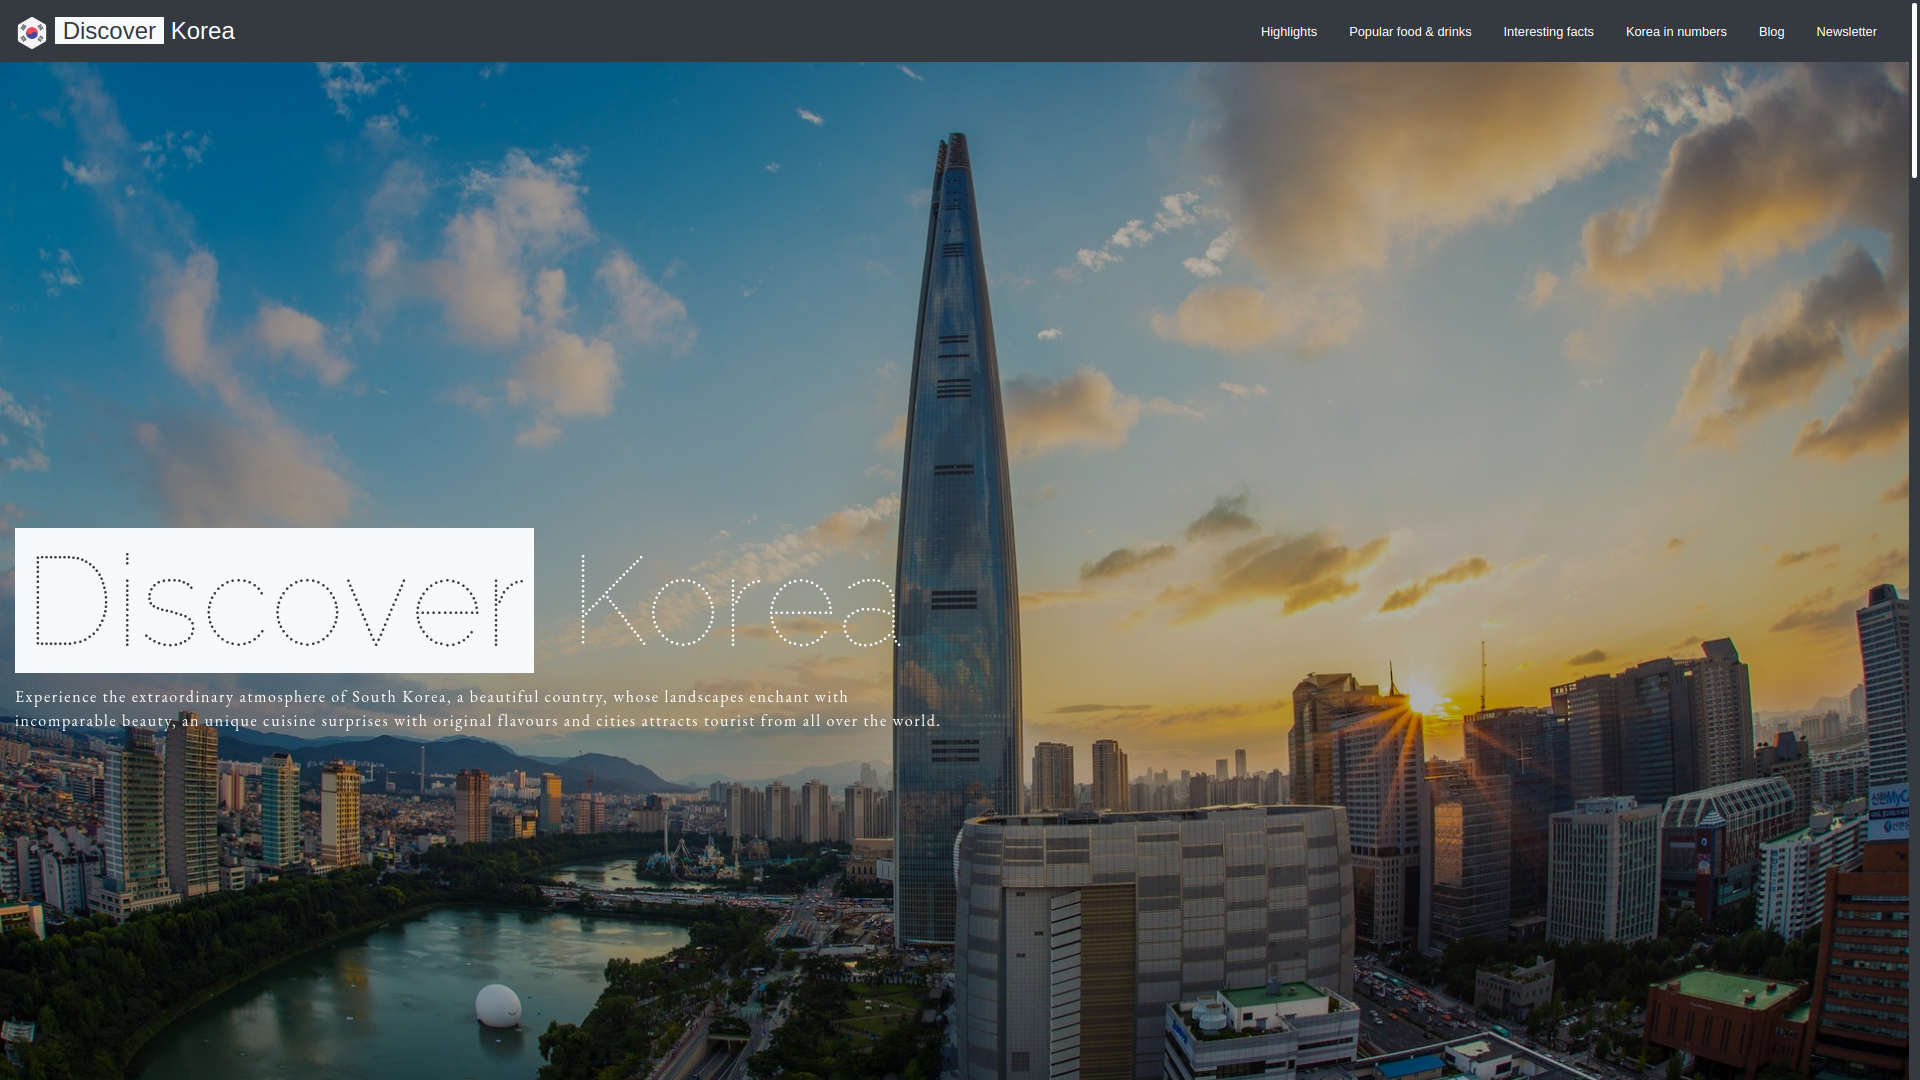 Discover Korea
Highlights
Popular food & drinks
Interesting facts
Korea in numbers
Blog
Newsletter
Discover Korea
Experience the extraordinary atmosphere of South Korea, a beautiful country, whose landscapes enchant with
incomparable beauty, an unique cuisine surprises with original flavours and cities attracts tourist from all over the world.